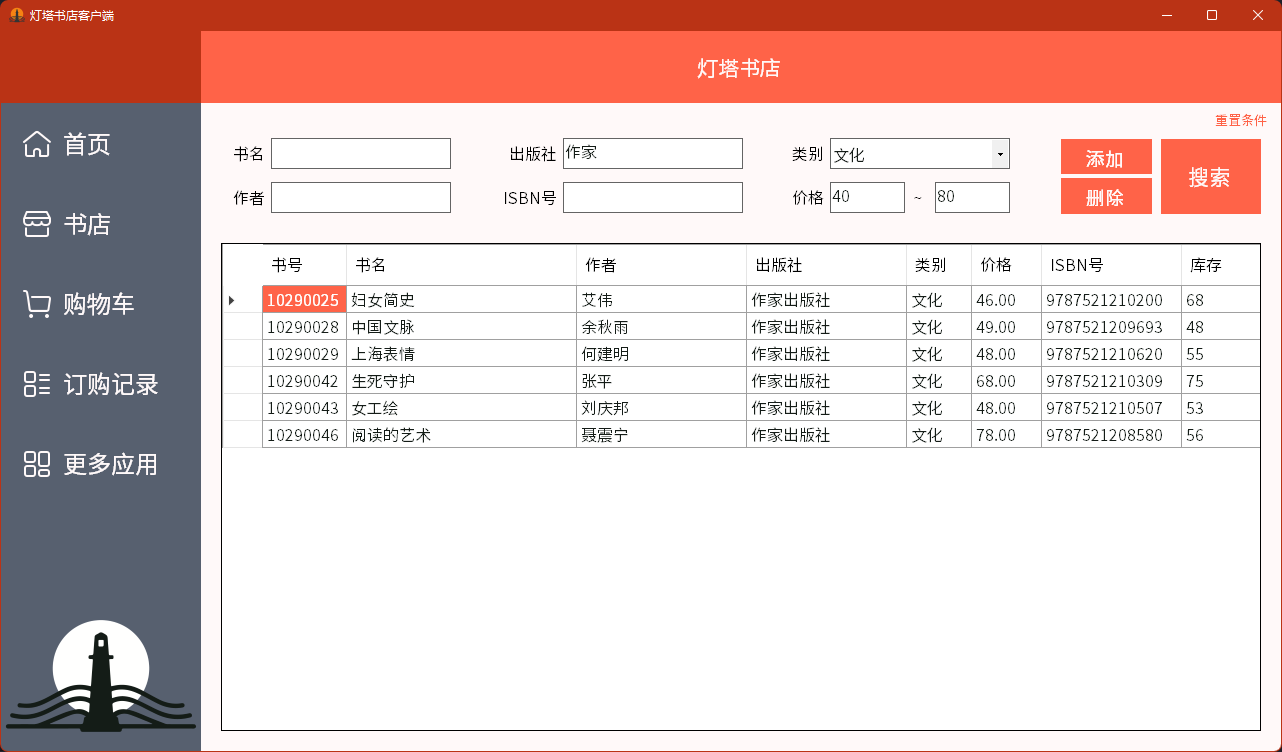 灯塔书店客户端
灯塔书店
首页
书店
购物车
订购记录
更多应用
重置条件
书名 出版社 作家 类别 文化 添加 搜索
作者 ISBN号 价格 40 ~ 80 删除
书号 书名 作者 出版社 类别 价格 ISBN号 库存
10290025 妇女简史 艾伟 作家出版社 文化 46.00 9787521210200 68
10290028 中国文脉 余秋雨 作家出版社 文化 49.00 9787521209693 48
10290029 上海表情 何建明 作家出版社 文化 48.00 9787521210620 55
10290042 生死守护 张平 作家出版社 文化 68.00 9787521210309 75
10290043 女工绘 刘庆邦 作家出版社 文化 48.00 9787521210507 53
10290046 阅读的艺术 聂震宁 作家出版社 文化 78.00 9787521208580 56